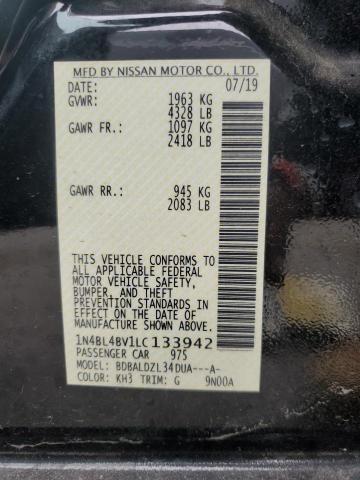 MFD BY NISSAN MOTOR CO., LTD.
DATE: 07/19
GVWR: 1963 KG
4328 LB
GAWR FR.: 1097 KG
2418 LB
GAWR RR.: 945 KG
2083 LB
THIS VEHICLE CONFORMS TO
ALL APPLICABLE FEDERAL
MOTOR VEHICLE SAFETY,
BUMPER, AND THEFT
PREVENTION STANDARDS IN
EFFECT ON THE DATE OF
MANUFACTURE SHOWN ABOVE.
1N4BL4BV1LC133942
PASSENGER CAR 975
MODEL: BDBALDZL34DUA---A-
COLOR: KH3 TRIM: G 9N00A